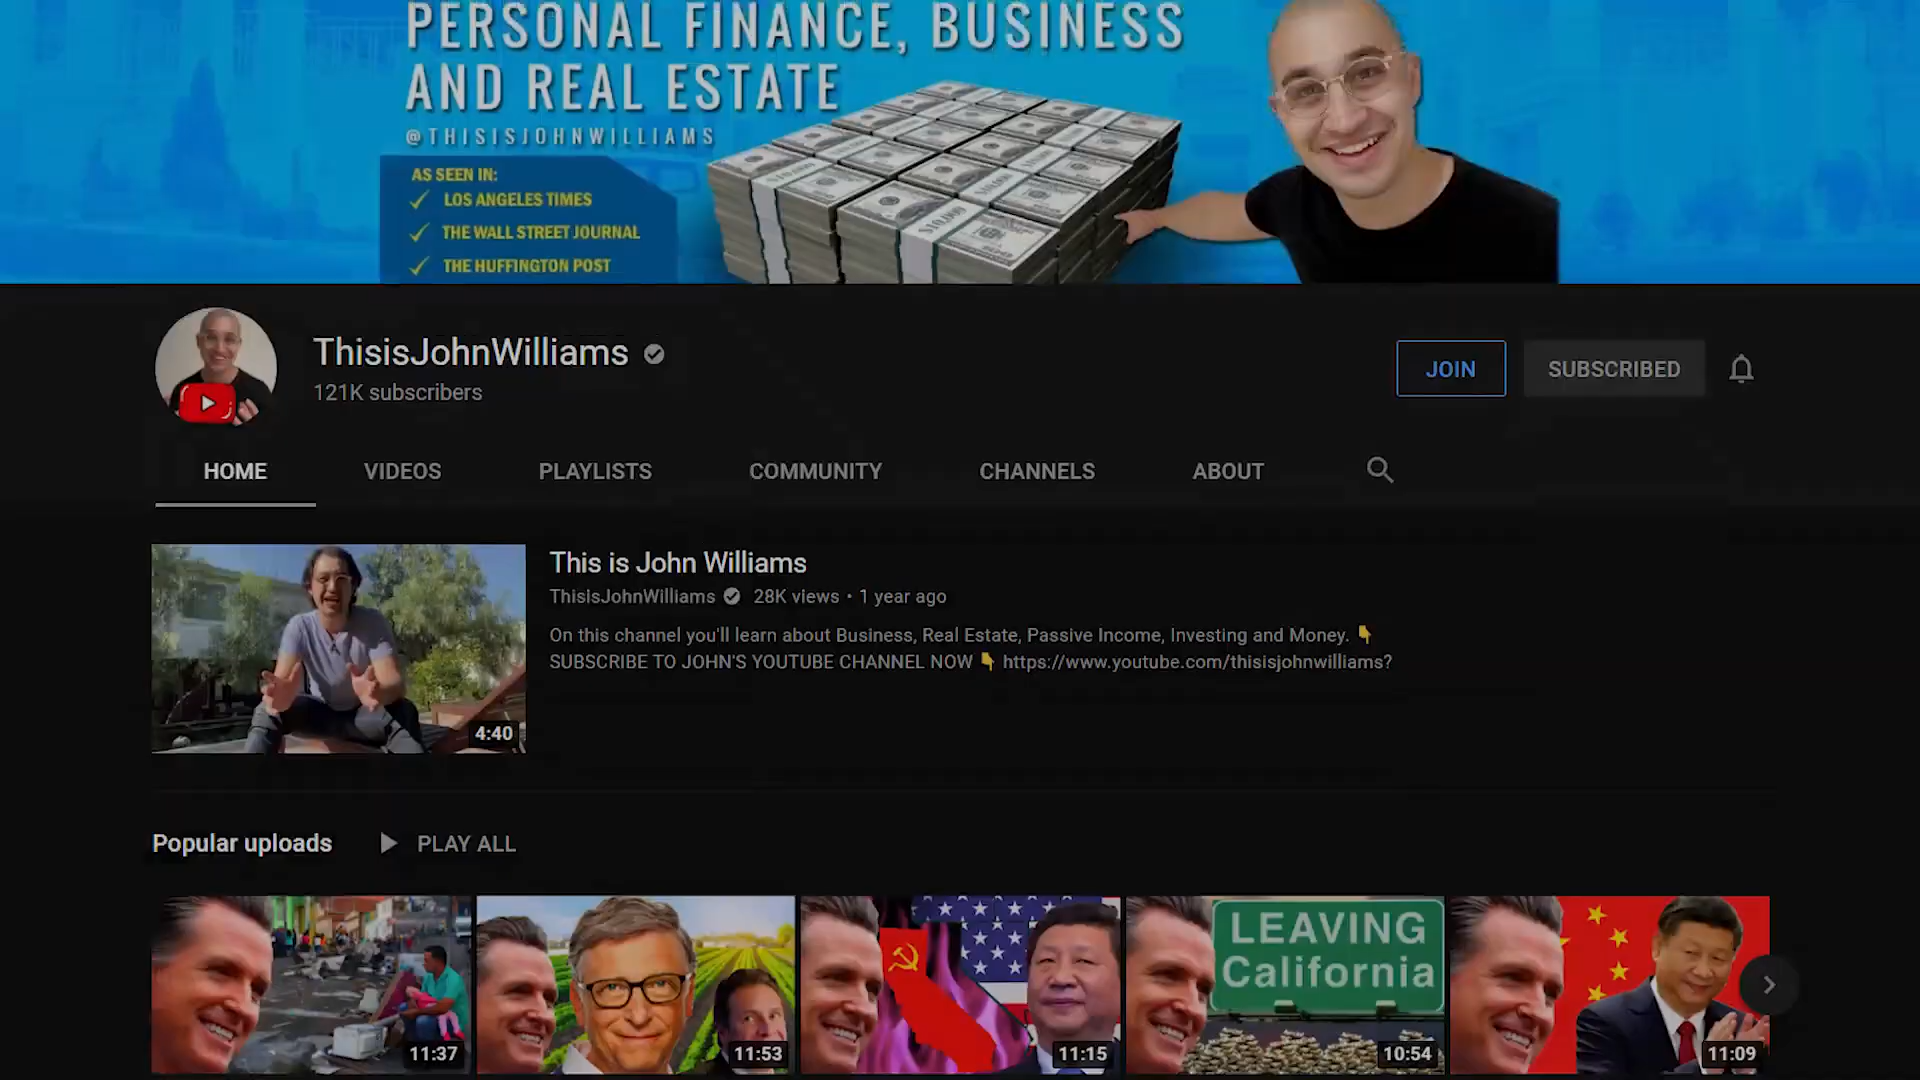 PERSONAL FINANCE, BUSINESS
AND REAL ESTATE
@THISISJOHNWILLIAMS
AS SEEN IN:
LOS ANGELES TIMES
THE WALL STREET JOURNAL
THE HUFFINGTON POST
$10,000
ThisisJohnWilliams
121K subscribers
JOIN
SUBSCRIBED
HOME
VIDEOS
PLAYLISTS
COMMUNITY
CHANNELS
ABOUT
This is John Williams
ThisIsJohnWilliams 28K views • 1 year ago
On this channel you'll learn about Business, Real Estate, Passive Income, Investing and Money. 👇
SUBSCRIBE TO JOHN'S YOUTUBE CHANNEL NOW 👇 https://www.youtube.com/thisisjohnwilliams?
4:40
Popular uploads
PLAY ALL
LEAVING
California
11:37
11:53
11:15
10:54
11:09